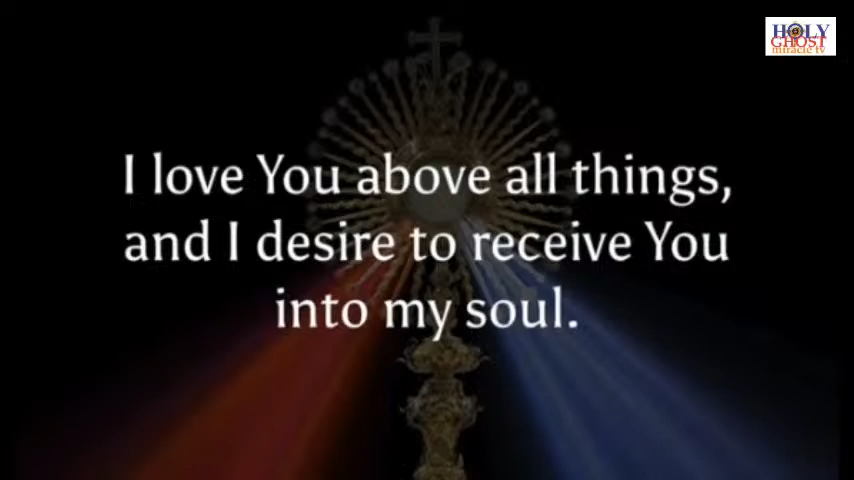 HOLY
GHOST
miracle tv
I love You above all things,
and I desire to receive You
into my soul.